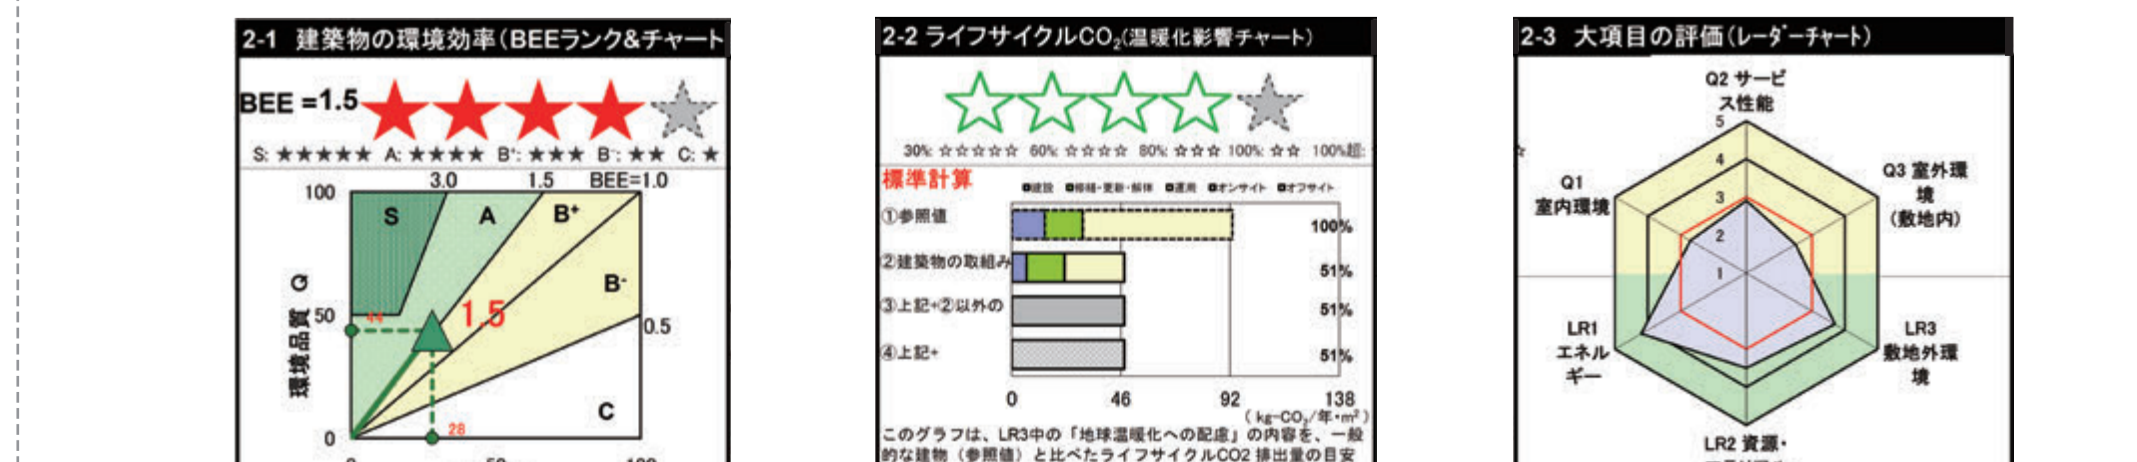 2-1 建築物の環境効率(BEEランク&チャート
BEE =1.5
S: ★★★★★ A: ★★★★ B+: ★★★ B-: ★★ C: ★
3.0 1.5 BEE=1.0
100
S A B+
B-
環境品質 Q
50
44
1.5
0.5
C
0
28
2-2 ライフサイクルCO2(温暖化影響チャート)
30%: ☆☆☆☆☆ 60%: ☆☆☆☆ 80%: ☆☆☆ 100%: ☆☆ 100%超:
標準計算
建設 修繕・更新・解体 運用 オンサイト オフサイト
①参照値 100%
②建築物の取組み 51%
③上記+②以外の 51%
④上記+ 51%
0 46 92 138
( kg-CO2/年・m² )
このグラフは、LR3中の「地球温暖化への配慮」の内容を、一般
的な建物(参照値)と比べたライフサイクルCO2 排出量の目安
2-3 大項目の評価(レーダーチャート)
Q2 サービ
ス性能
5
4
3
2
1
Q1
室内環境
Q3 室外環
境
(敷地内)
LR1
エネル
ギー
LR3
敷地外環
境
LR2 資源・